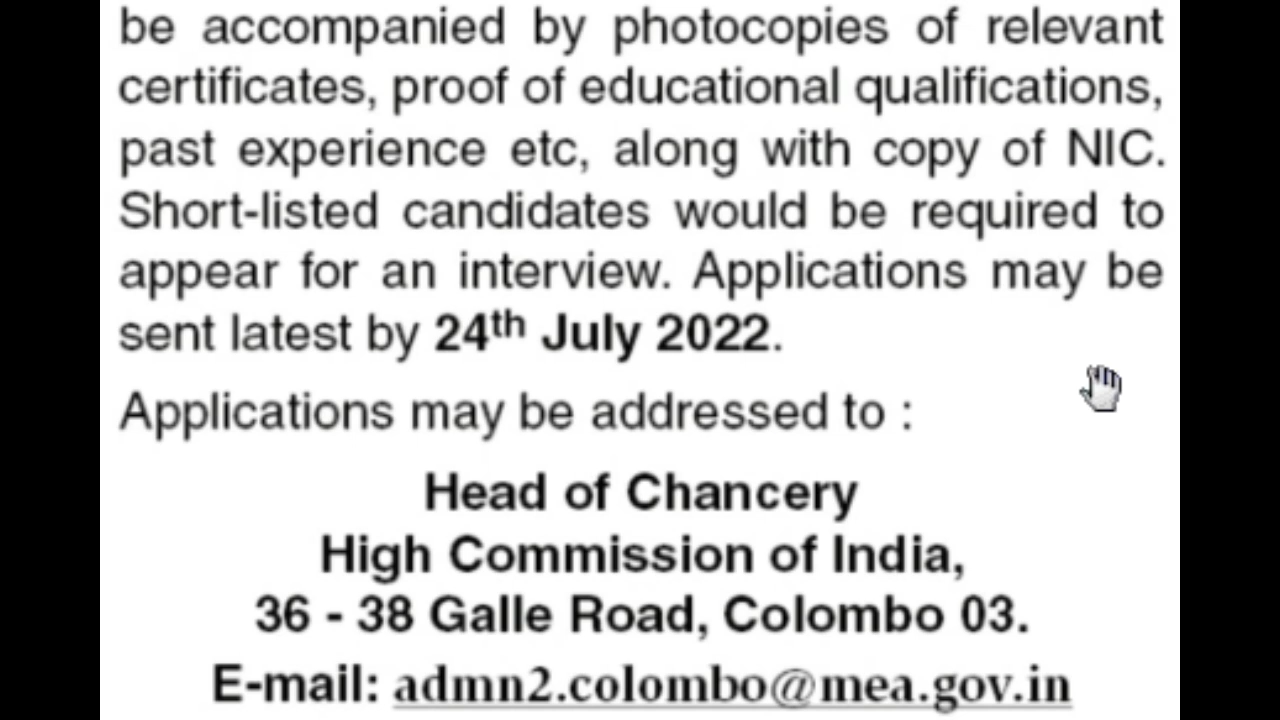 be accompanied by photocopies of relevant
certificates, proof of educational qualifications,
past experience etc, along with copy of NIC.
Short-listed candidates would be required to
appear for an interview. Applications may be
sent latest by 24th July 2022.
Applications may be addressed to :
Head of Chancery
High Commission of India,
36 - 38 Galle Road, Colombo 03.
E-mail: admn2.colombo@mea.gov.in